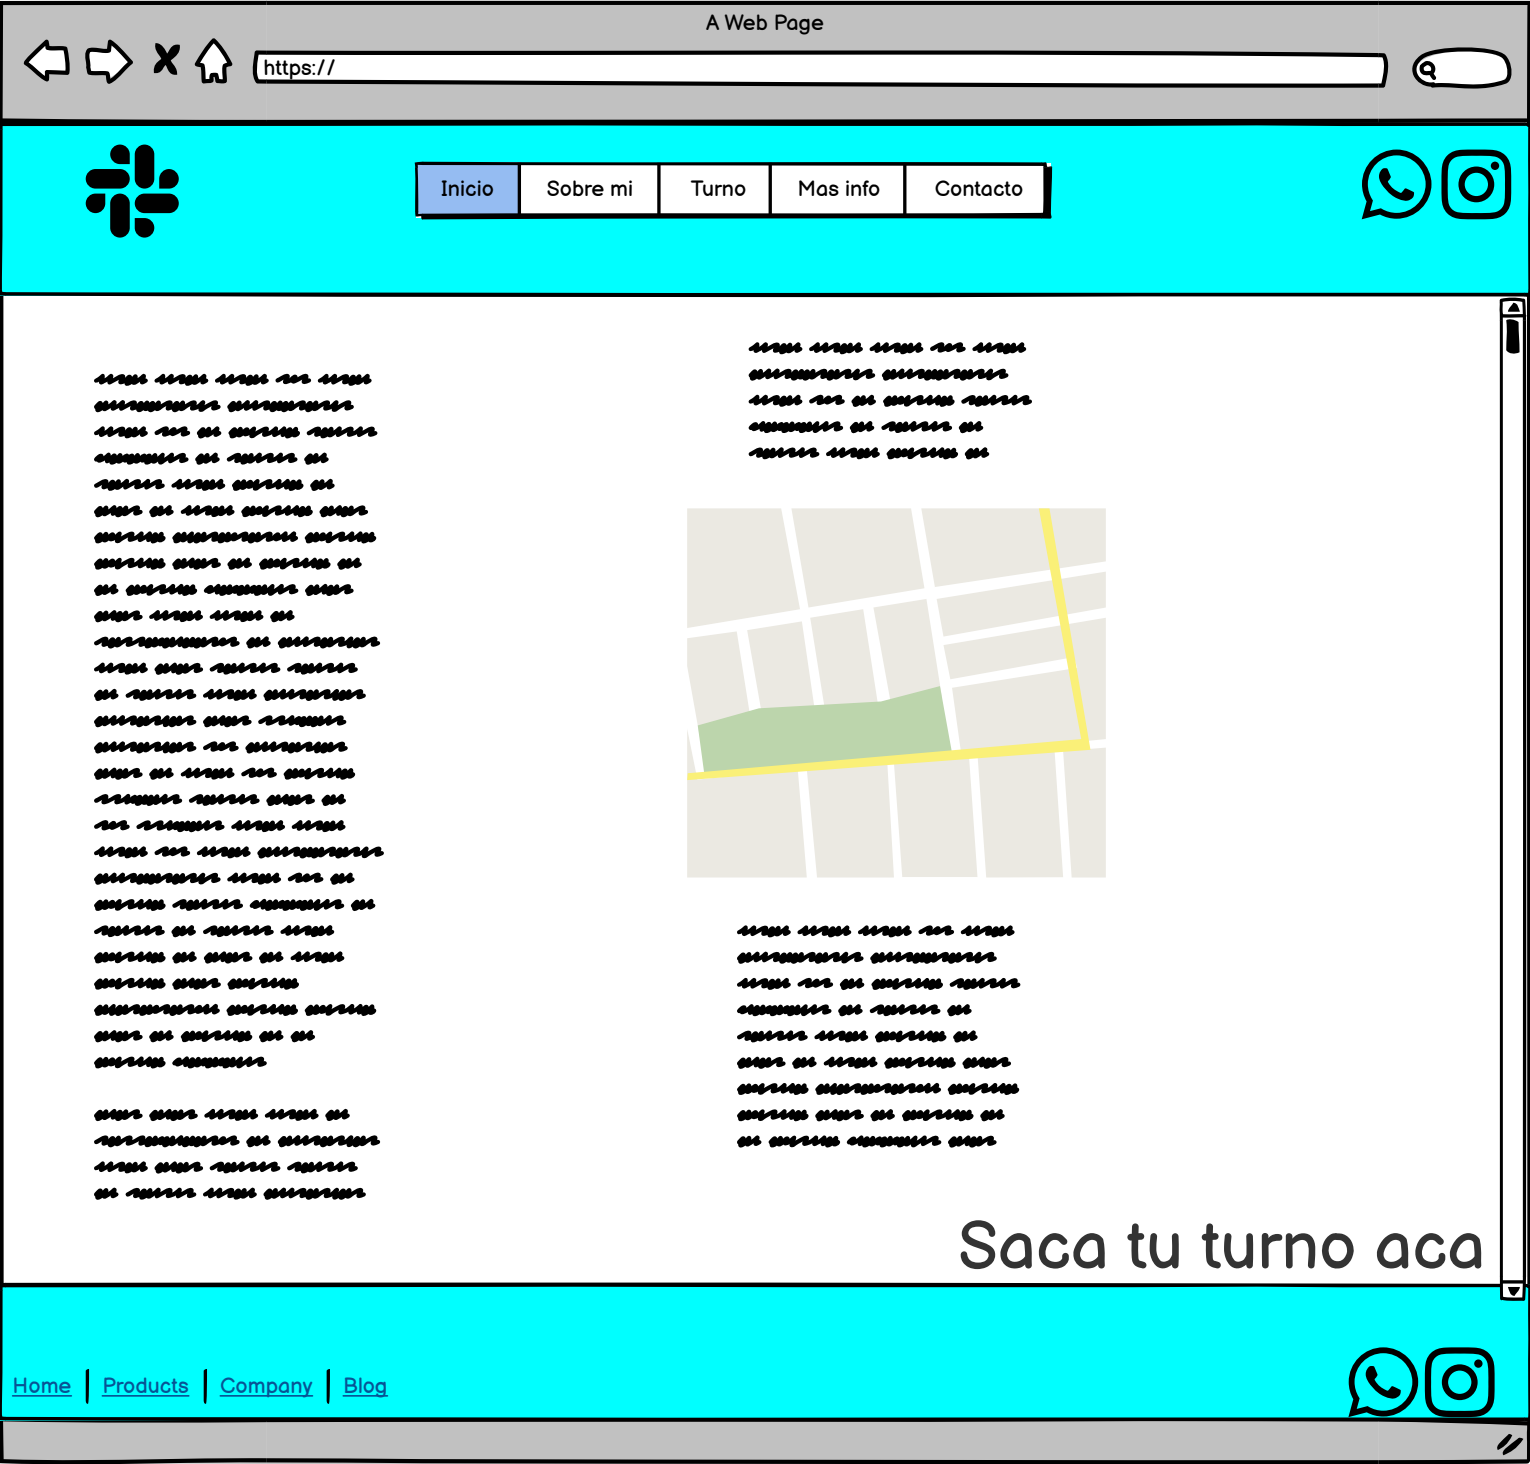 A Web Page
https://
Inicio Sobre mi Turno Mas info Contacto
Saca tu turno aca
Home Products Company Blog